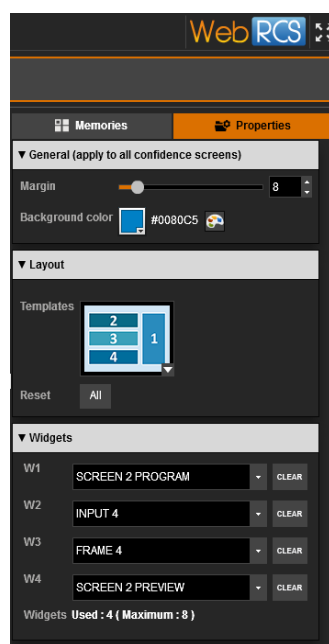 Web RCS
Memories Properties
▼ General (apply to all confidence screens)
Margin 8
Background color #0080C5
▼ Layout
Templates
2
3 1
4
Reset All
▼ Widgets
W1 SCREEN 2 PROGRAM CLEAR
W2 INPUT 4 CLEAR
W3 FRAME 4 CLEAR
W4 SCREEN 2 PREVIEW CLEAR
Widgets Used : 4 ( Maximum : 8 )